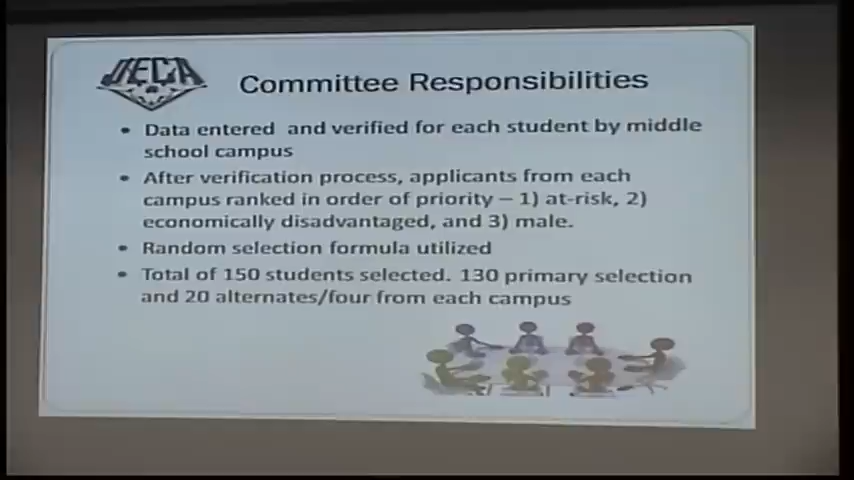 JJECA
Committee Responsibilities
• Data entered and verified for each student by middle
school campus
• After verification process, applicants from each
campus ranked in order of priority – 1) at-risk, 2)
economically disadvantaged, and 3) male.
• Random selection formula utilized
• Total of 150 students selected. 130 primary selection
and 20 alternates/four from each campus